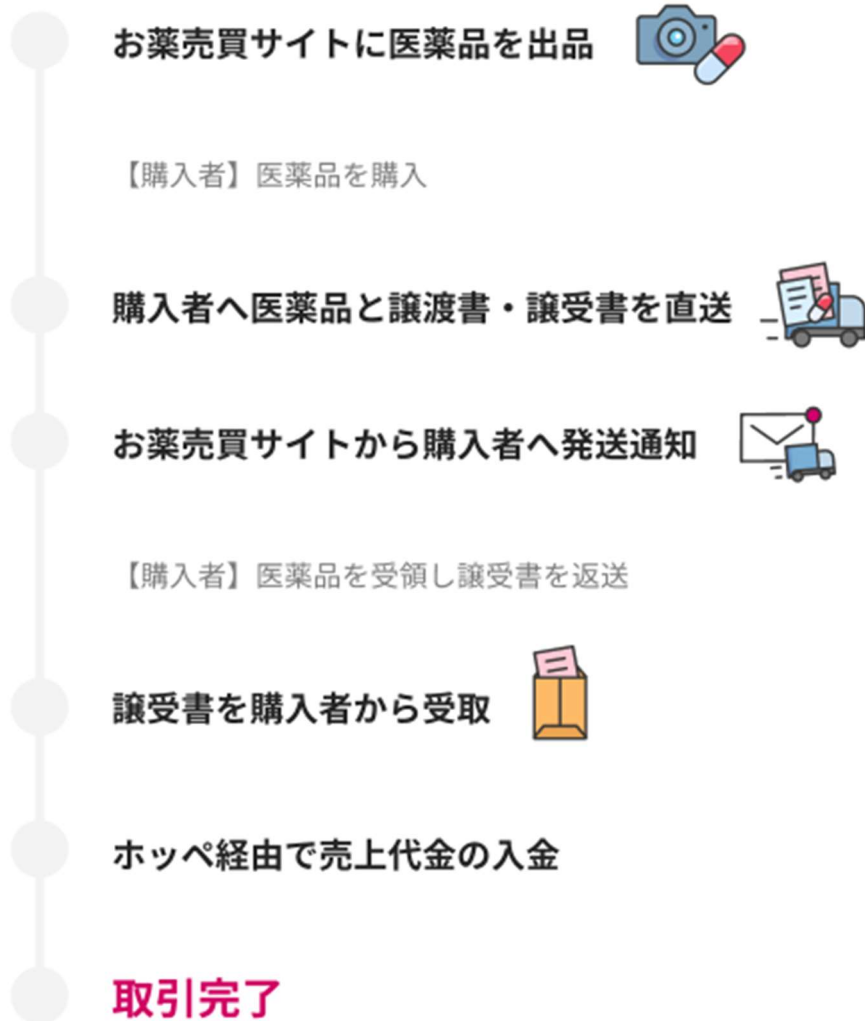 お薬売買サイトに医薬品を出品
【購入者】医薬品を購入
購入者へ医薬品と譲渡書・譲受書を直送
お薬売買サイトから購入者へ発送通知
【購入者】医薬品を受領し譲受書を返送
譲受書を購入者から受取
ホッペ経由で売上代金の入金
取引完了